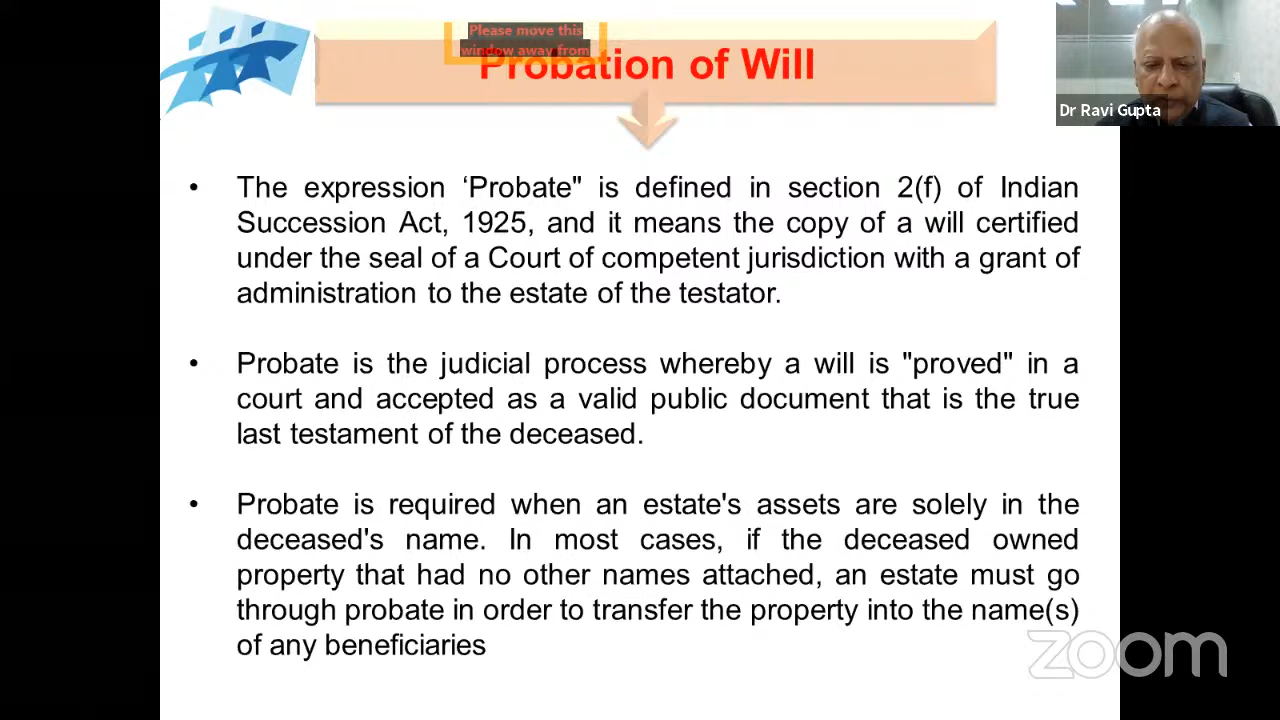 Please move this
window away from
Probation of Will
Dr Ravi Gupta
• The expression ‘Probate" is defined in section 2(f) of Indian
Succession Act, 1925, and it means the copy of a will certified
under the seal of a Court of competent jurisdiction with a grant of
administration to the estate of the testator.
• Probate is the judicial process whereby a will is "proved" in a
court and accepted as a valid public document that is the true
last testament of the deceased.
• Probate is required when an estate's assets are solely in the
deceased's name. In most cases, if the deceased owned
property that had no other names attached, an estate must go
through probate in order to transfer the property into the name(s)
of any beneficiaries
zoom